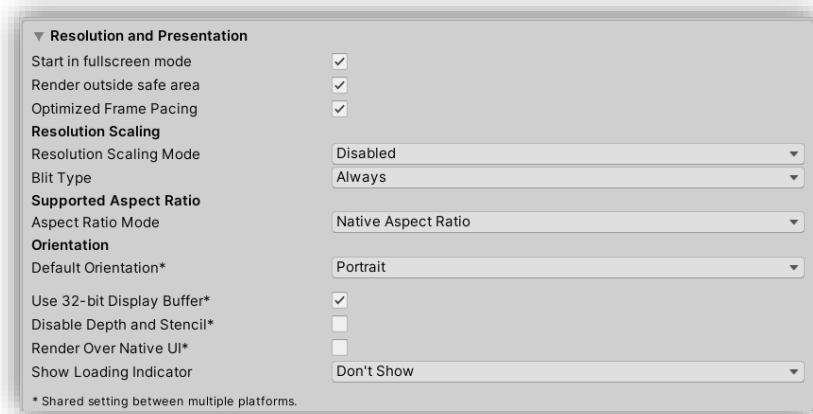 Resolution and Presentation
Start in fullscreen mode
Render outside safe area
Optimized Frame Pacing
Resolution Scaling
Resolution Scaling Mode Disabled
Blit Type Always
Supported Aspect Ratio
Aspect Ratio Mode Native Aspect Ratio
Orientation
Default Orientation* Portrait
Use 32-bit Display Buffer*
Disable Depth and Stencil*
Render Over Native UI*
Show Loading Indicator Don't Show
* Shared setting between multiple platforms.